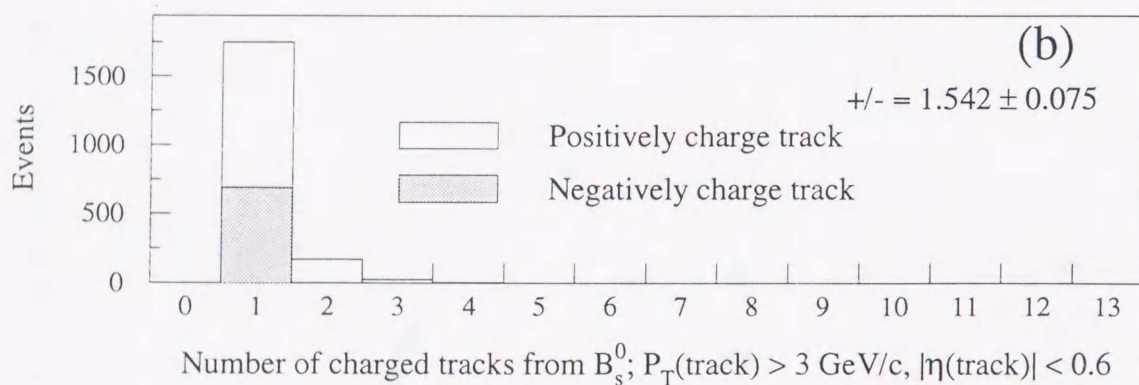 (b)
+/- = 1.542 ± 0.075
Events
1500
1000
500
0
Positively charge track
Negatively charge track
0 1 2 3 4 5 6 7 8 9 10 11 12 13
Number of charged tracks from B_s^0; P_T(track) > 3 GeV/c, |η(track)| < 0.6